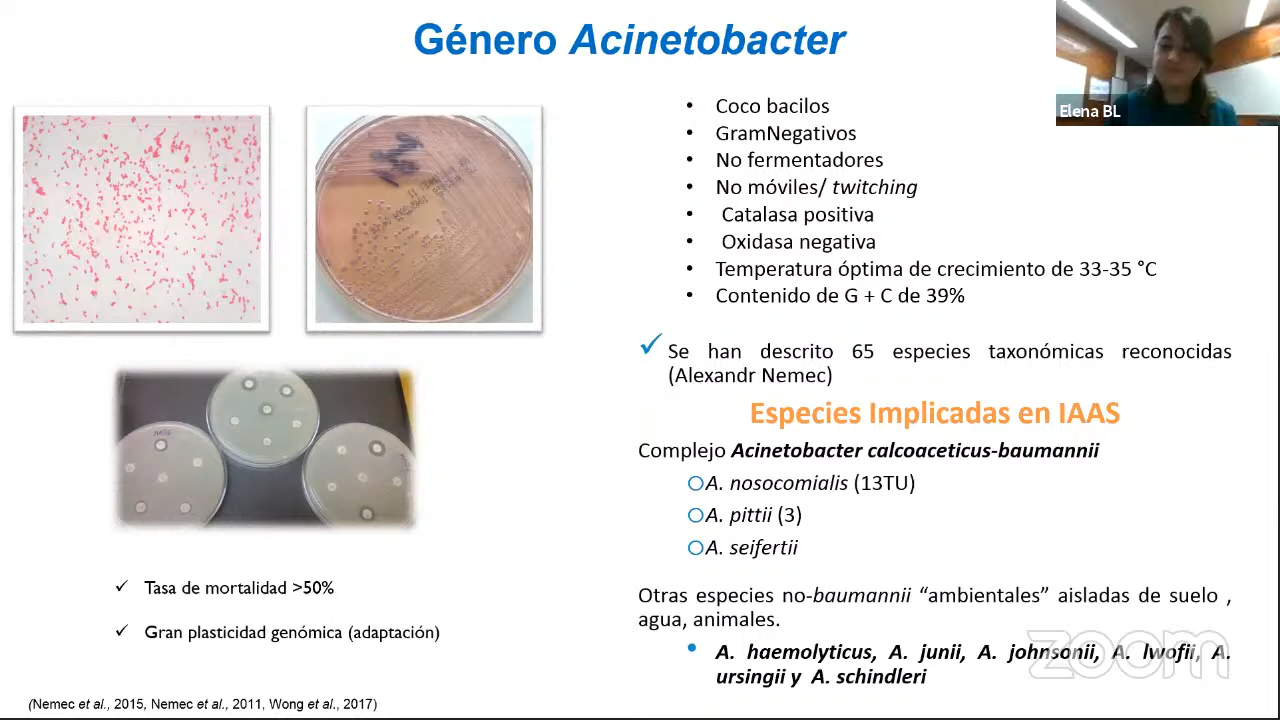 Género Acinetobacter
Elena BL
• Coco bacilos
• GramNegativos
• No fermentadores
• No móviles/ twitching
• Catalasa positiva
• Oxidasa negativa
• Temperatura óptima de crecimiento de 33-35 °C
• Contenido de G + C de 39%
✓ Se han descrito 65 especies taxonómicas reconocidas
(Alexandr Nemec)
Especies Implicadas en IAAS
Complejo Acinetobacter calcoaceticus-baumannii
○ A. nosocomialis (13TU)
○ A. pittii (3)
○ A. seifertii
Otras especies no-baumannii “ambientales” aisladas de suelo ,
agua, animales.
• A. haemolyticus, A. junii, A. johnsonii, A. lwofii, A.
ursingii y A. schindleri
✓ Tasa de mortalidad >50%
✓ Gran plasticidad genómica (adaptación)
(Nemec et al., 2015, Nemec et al., 2011, Wong et al., 2017)
zoom